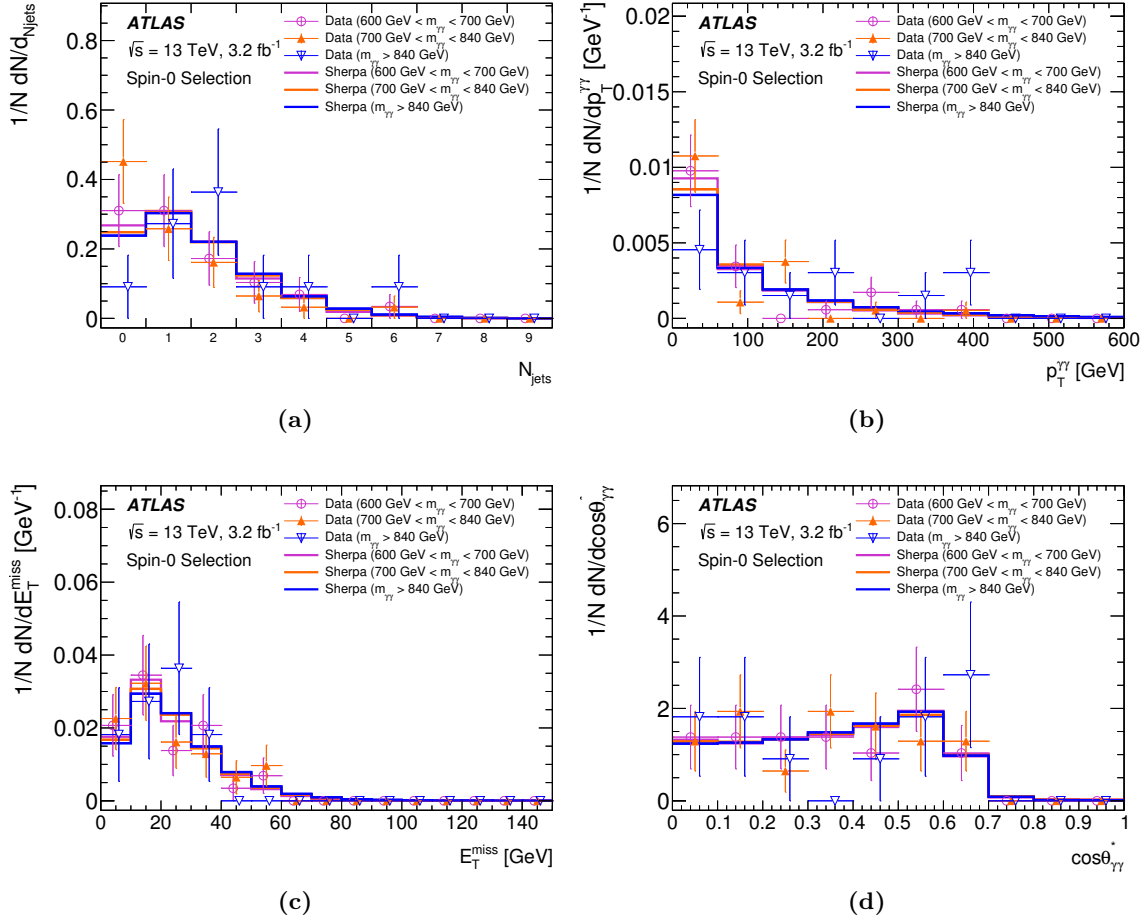 ATLAS
√s = 13 TeV, 3.2 fb⁻¹
Spin-0 Selection
Data (600 GeV < m_γγ < 700)
Data (700 GeV < m_γγ < 840 GeV)
Data (m_γγ > 840 GeV)
Sherpa (600 GeV < m_γγ < 700 GeV)
Sherpa (700 GeV < m_γγ < 840 GeV)
Sherpa (m_γγ > 840 GeV)
1/N dN/d_Njets
0.8
0.6
0.4
0.2
0
0 1 2 3 4 5 6 7 8 9
N_jets
(a)
ATLAS
√s = 13 TeV, 3.2 fb⁻¹
Spin-0 Selection
Data (600 GeV < m_γγ < 700)
Data (700 GeV < m_γγ < 840 GeV)
Data (m_γγ > 840 GeV)
Sherpa (600 GeV < m_γγ < 700 GeV)
Sherpa (700 GeV < m_γγ < 840 GeV)
Sherpa (m_γγ > 840 GeV)
1/N dN/dp_T^γγ [GeV⁻¹]
0.02
0.015
0.01
0.005
0
0 100 200 300 400 500 600
p_T^γγ [GeV]
(b)
ATLAS
√s = 13 TeV, 3.2 fb⁻¹
Spin-0 Selection
Data (600 GeV < m_γγ < 700)
Data (700 GeV < m_γγ < 840 GeV)
Data (m_γγ > 840 GeV)
Sherpa (600 GeV < m_γγ < 700 GeV)
Sherpa (700 GeV < m_γγ < 840 GeV)
Sherpa (m_γγ > 840 GeV)
1/N dN/dE_T^miss [GeV⁻¹]
0.08
0.06
0.04
0.02
0
0 20 40 60 80 100 120 140
E_T^miss [GeV]
(c)
ATLAS
√s = 13 TeV, 3.2 fb⁻¹
Spin-0 Selection
Data (600 GeV < m_γγ < 700)
Data (700 GeV < m_γγ < 840 GeV)
Data (m_γγ > 840 GeV)
Sherpa (600 GeV < m_γγ < 700 GeV)
Sherpa (700 GeV < m_γγ < 840 GeV)
Sherpa (m_γγ > 840 GeV)
1/N dN/dcosθ*_γγ
6
4
2
0
0 0.1 0.2 0.3 0.4 0.5 0.6 0.7 0.8 0.9 1
cosθ*_γγ
(d)